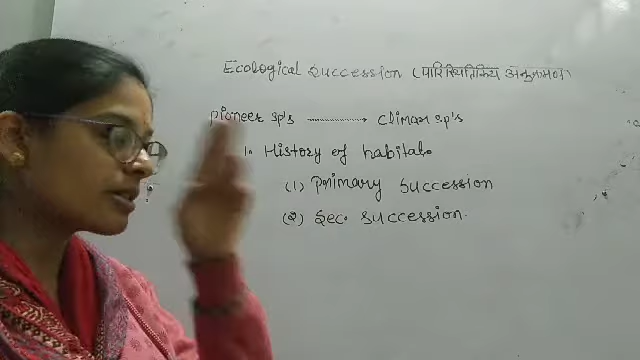 Ecological Succession (पारिस्थितिकीय अनुक्रमण)
Pioneer sp's ----------→ climax sp's
1. History of habitat.
(1) Primary Succession
(2) Sec. succession.